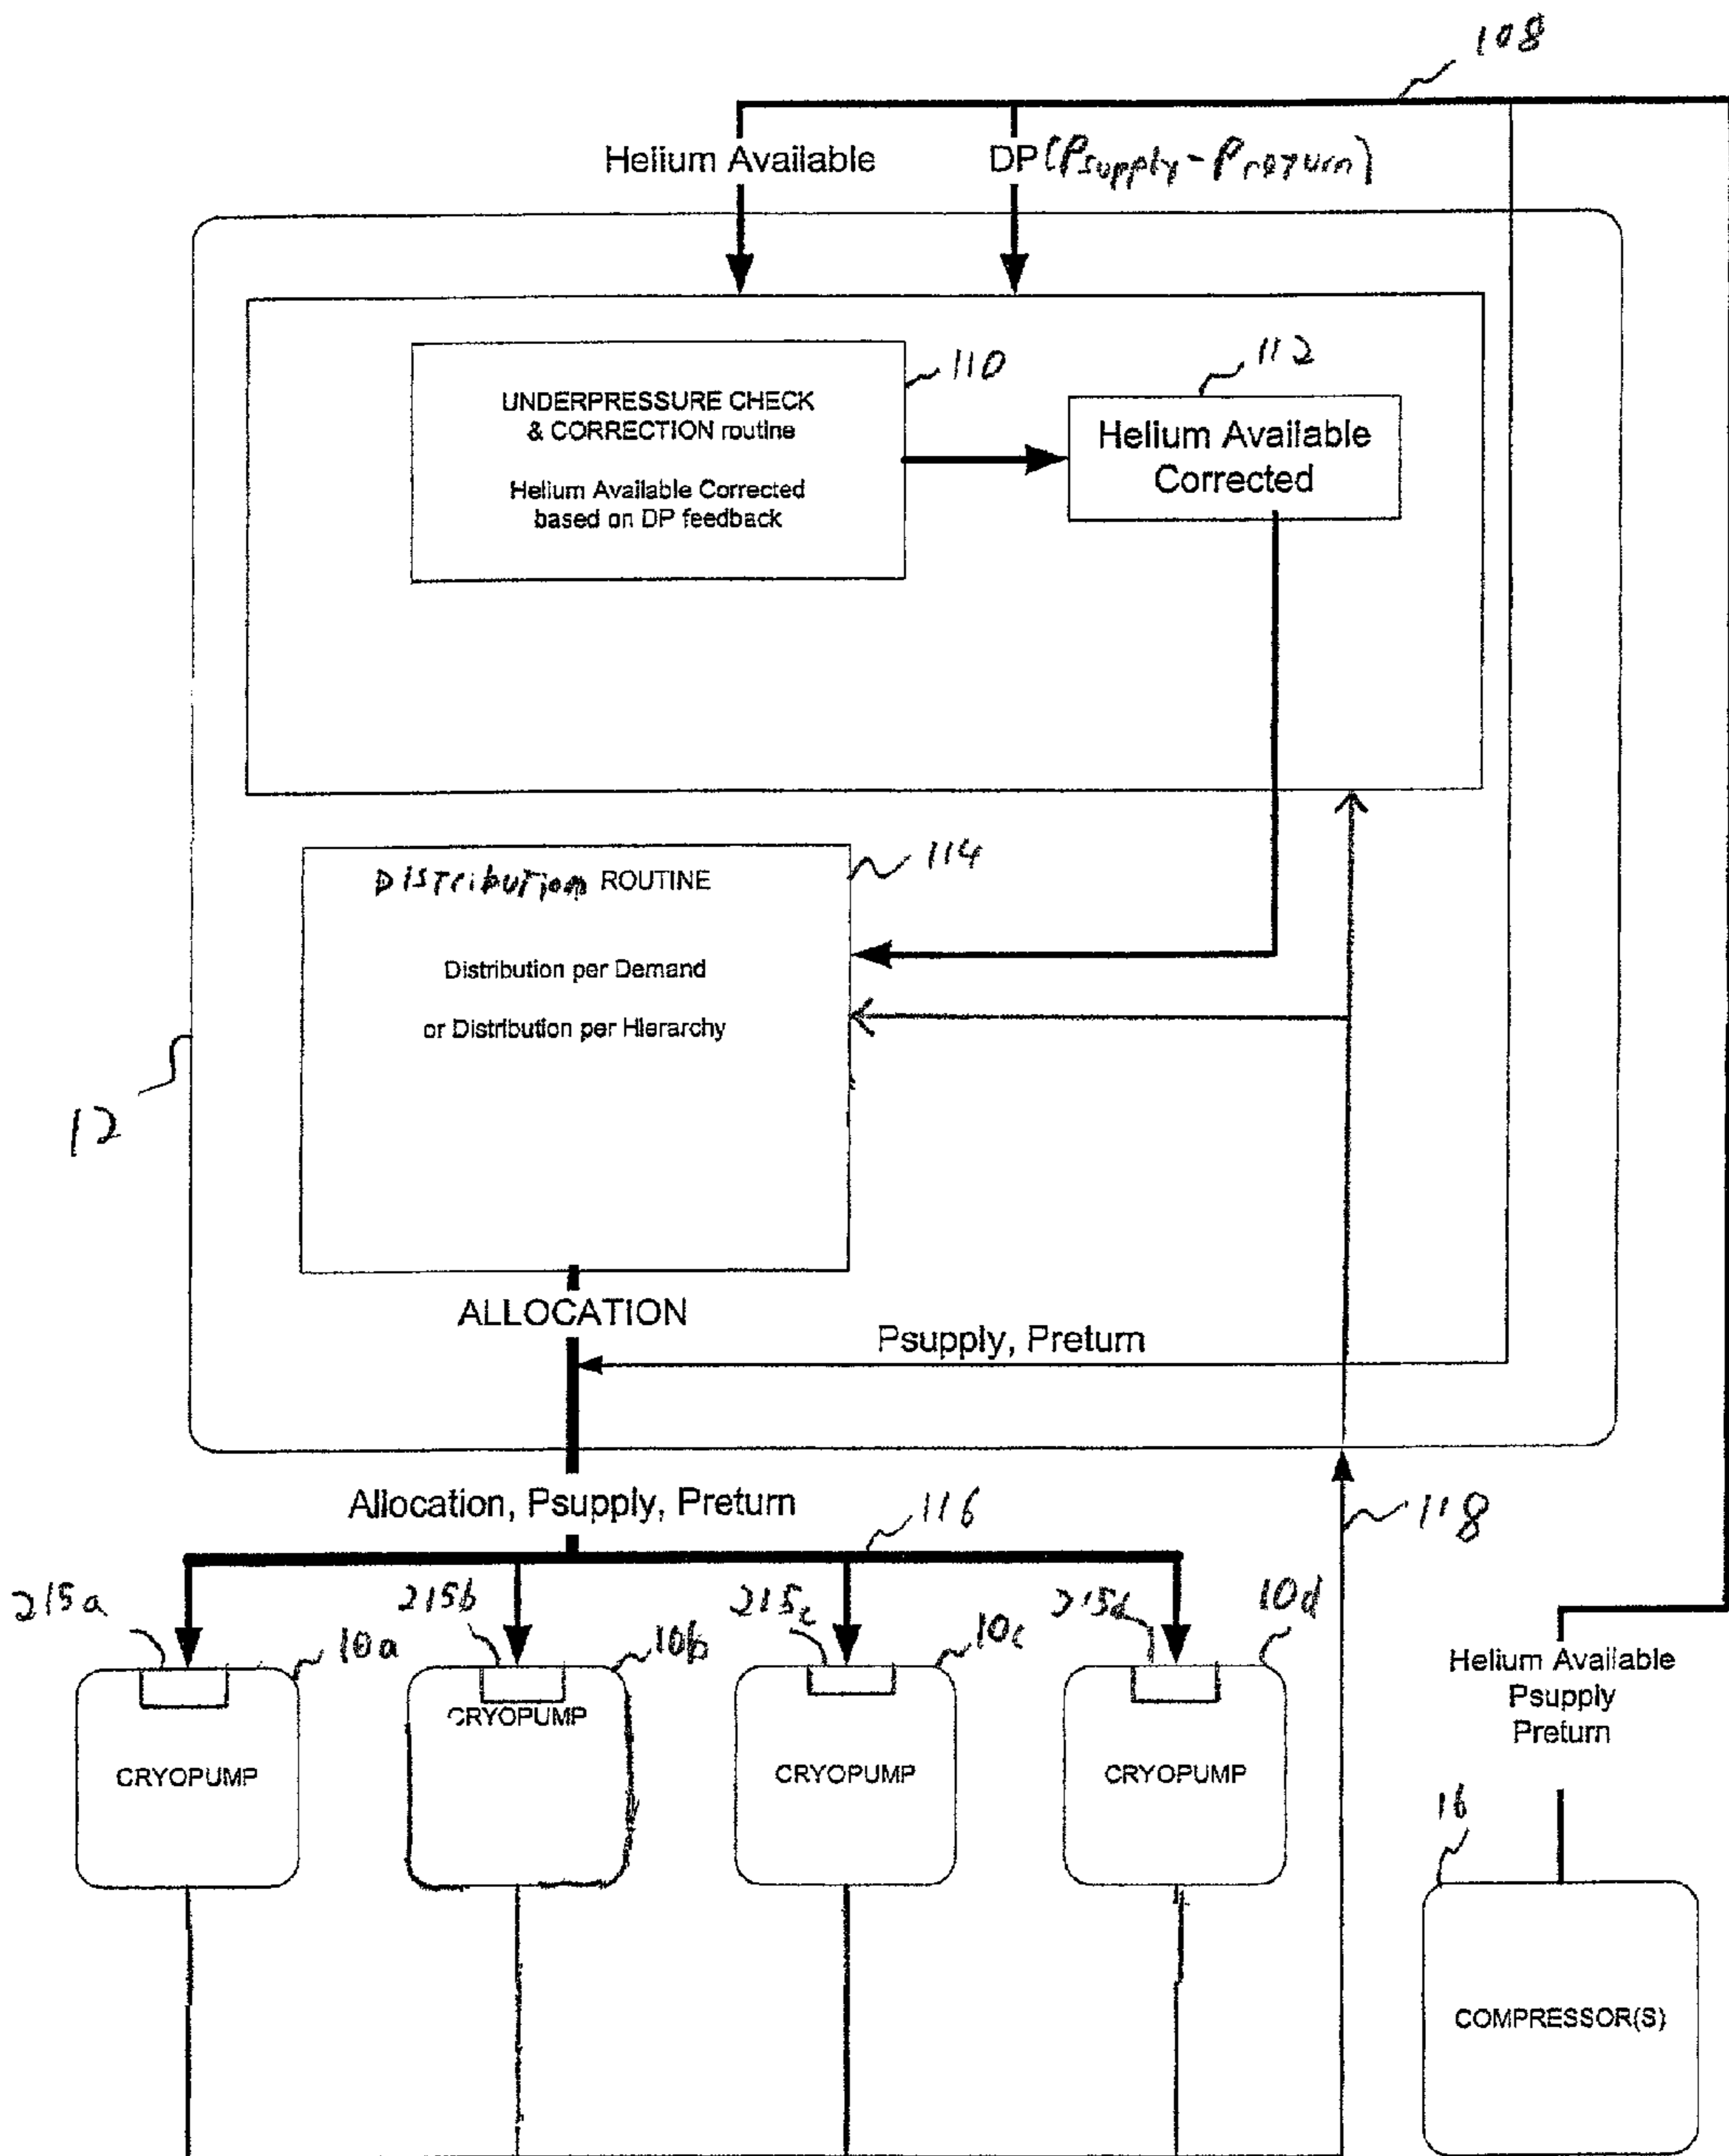 108
Helium Available
DP (Psupply - Preturn)
110
112
UNDERPRESSURE CHECK
& CORRECTION routine
Helium Available Corrected
based on DP feedback
Helium Available
Corrected
114
Distribution ROUTINE
Distribution per Demand
or Distribution per Hierarchy
12
ALLOCATION
Psupply, Preturn
Allocation, Psupply, Preturn
116
118
215a
10a
215b
10b
215c
10c
215d
10d
CRYOPUMP
CRYOPUMP
CRYOPUMP
CRYOPUMP
Helium Available
Psupply
Preturn
16
COMPRESSOR(S)